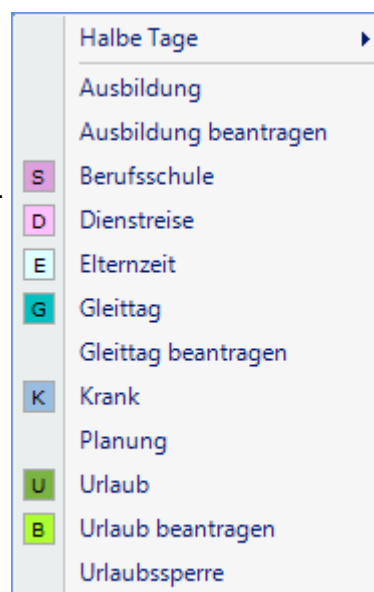 Halbe Tage
Ausbildung
Ausbildung beantragen
S Berufsschule
D Dienstreise
E Elternzeit
G Gleittag
Gleittag beantragen
K Krank
Planung
U Urlaub
B Urlaub beantragen
Urlaubssperre